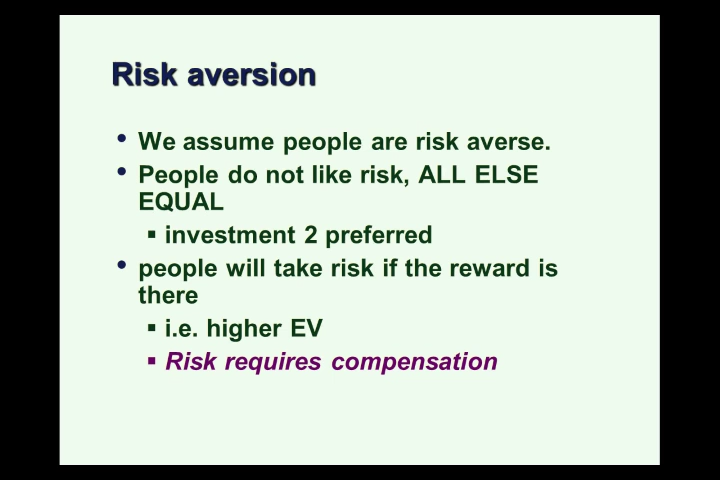 Risk aversion
• We assume people are risk averse.
• People do not like risk, ALL ELSE
EQUAL
▪ investment 2 preferred
• people will take risk if the reward is
there
▪ i.e. higher EV
▪ Risk requires compensation